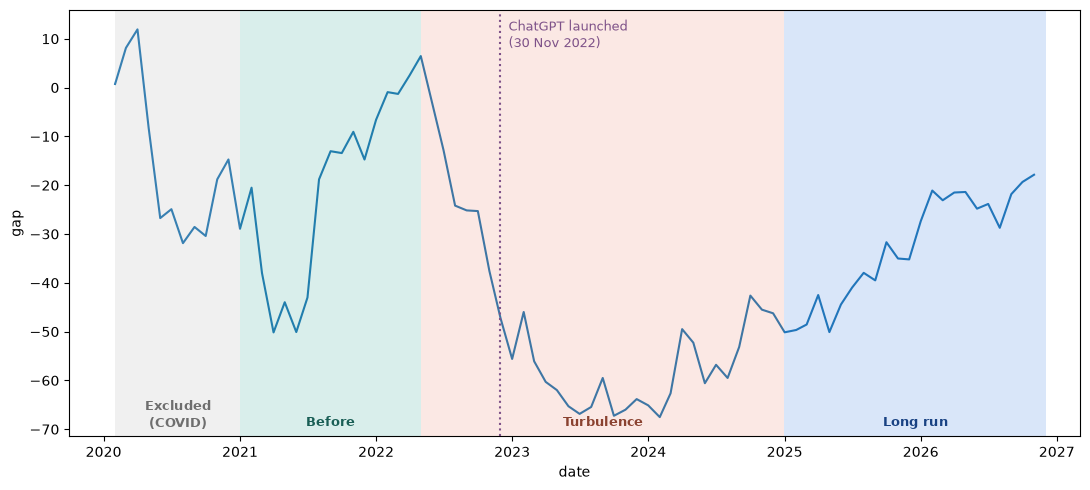 ChatGPT launched
(30 Nov 2022)
10
0
−10
−20
−30
−40
−50
−60
−70
gap
Excluded
(COVID)
Before
Turbulence
Long run
2020 2021 2022 2023 2024 2025 2026 2027
date